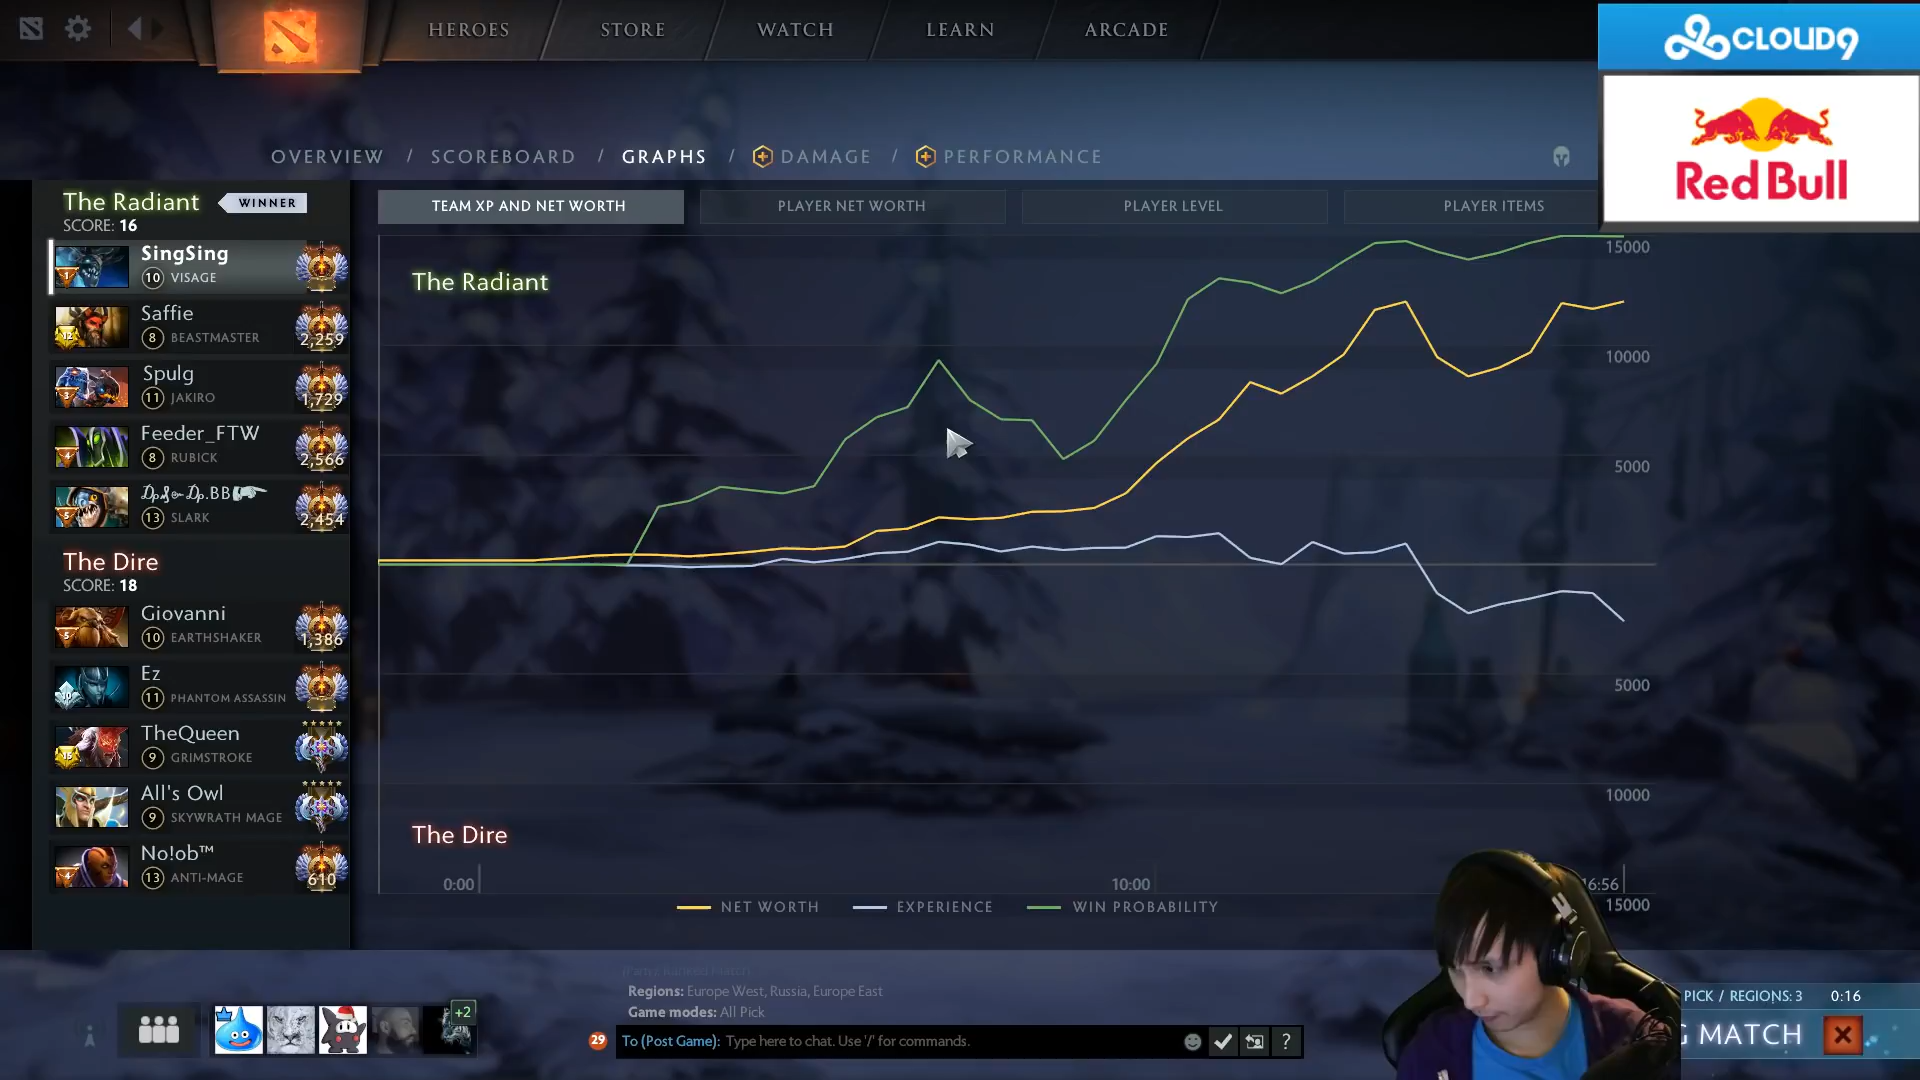 HEROES
STORE
WATCH
LEARN
ARCADE
CLOUD9
Red Bull
OVERVIEW / SCOREBOARD / GRAPHS / DAMAGE / PERFORMANCE
The Radiant
WINNER
SCORE: 16
SingSing
10 VISAGE
Saffie
8 BEASTMASTER
2,259
Spulg
11 JAKIRO
1,729
Feeder_FTW
8 RUBICK
2,566
13 SLARK
2,454
The Dire
SCORE: 18
Giovanni
10 EARTHSHAKER
1,386
Ez
11 PHANTOM ASSASSIN
TheQueen
9 GRIMSTROKE
All's Owl
9 SKYWRATH MAGE
No!ob™
13 ANTI-MAGE
610
TEAM XP AND NET WORTH
PLAYER NET WORTH
PLAYER LEVEL
PLAYER ITEMS
The Radiant
15000
10000
5000
5000
10000
15000
The Dire
0:00
10:00
6:56
NET WORTH
EXPERIENCE
WIN PROBABILITY
+2
Regions: Europe West, Russia, Europe East
Game modes: All Pick
29
To (Post Game): Type here to chat. Use '/' for commands.
?
PICK / REGIONS: 3
0:16
G MATCH